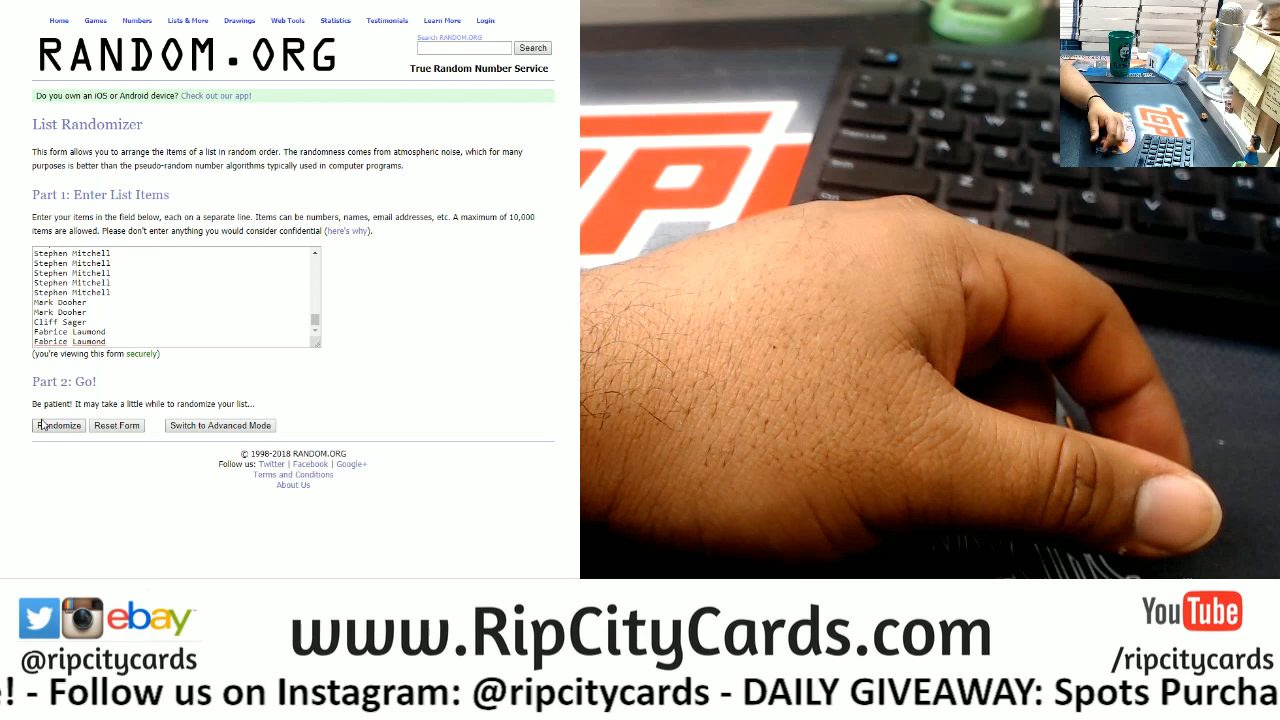 Home Games Numbers Lists & More Drawings Web Tools Statistics Testimonials Learn More Login
RANDOM.ORG
Search RANDOM.ORG
Search
True Random Number Service
Do you own an iOS or Android device? Check out our app!
List Randomizer
This form allows you to arrange the items of a list in random order. The randomness comes from atmospheric noise, which for many
purposes is better than the pseudo-random number algorithms typically used in computer programs.
Part 1: Enter List Items
Enter your items in the field below, each on a separate line. Items can be numbers, names, email addresses, etc. A maximum of 10,000
items are allowed. Please don't enter anything you would consider confidential (here's why).
Stephen Mitchell
Stephen Mitchell
Stephen Mitchell
Stephen Mitchell
Stephen Mitchell
Mark Dooher
Mark Dooher
Cliff Sager
Fabrice Laumond
Fabrice Laumond
(you're viewing this form securely)
Part 2: Go!
Be patient! It may take a little while to randomize your list...
Randomize Reset Form Switch to Advanced Mode
© 1998-2018 RANDOM.ORG
Follow us: Twitter | Facebook | Google+
Terms and Conditions
About Us
ebay
@ripcitycards
www.RipCityCards.com
YouTube
/ripcitycards
e! - Follow us on Instagram: @ripcitycards - DAILY GIVEAWAY: Spots Purcha